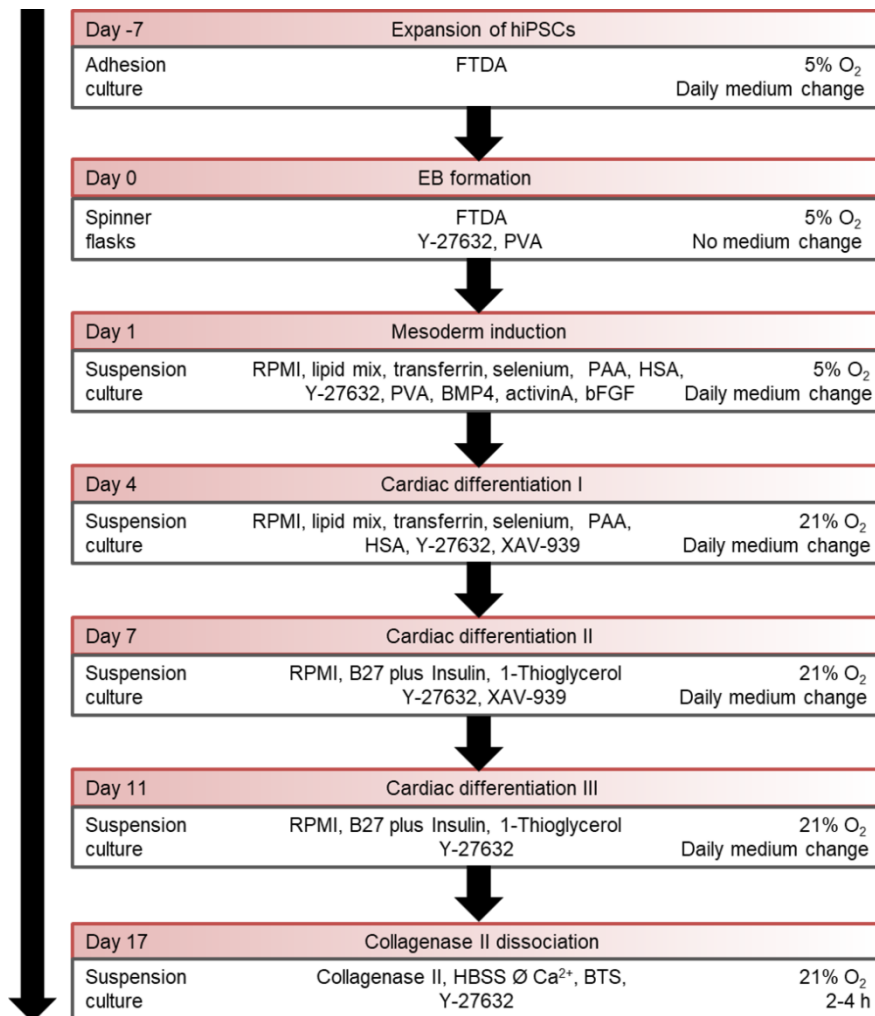 Day -7 Expansion of hiPSCs
Adhesion FTDA 5% O₂
culture Daily medium change
Day 0 EB formation
Spinner FTDA 5% O₂
flasks Y-27632, PVA No medium change
Day 1 Mesoderm induction
Suspension RPMI, lipid mix, transferrin, selenium, PAA, HSA, 5% O₂
culture Y-27632, PVA, BMP4, activinA, bFGF Daily medium change
Day 4 Cardiac differentiation I
Suspension RPMI, lipid mix, transferrin, selenium, PAA, 21% O₂
culture HSA, Y-27632, XAV-939 Daily medium change
Day 7 Cardiac differentiation II
Suspension RPMI, B27 plus Insulin, 1-Thioglycerol 21% O₂
culture Y-27632, XAV-939 Daily medium change
Day 11 Cardiac differentiation III
Suspension RPMI, B27 plus Insulin, 1-Thioglycerol 21% O₂
culture Y-27632 Daily medium change
Day 17 Collagenase II dissociation
Suspension Collagenase II, HBSS Ø Ca²⁺, BTS, 21% O₂
culture Y-27632 2-4 h